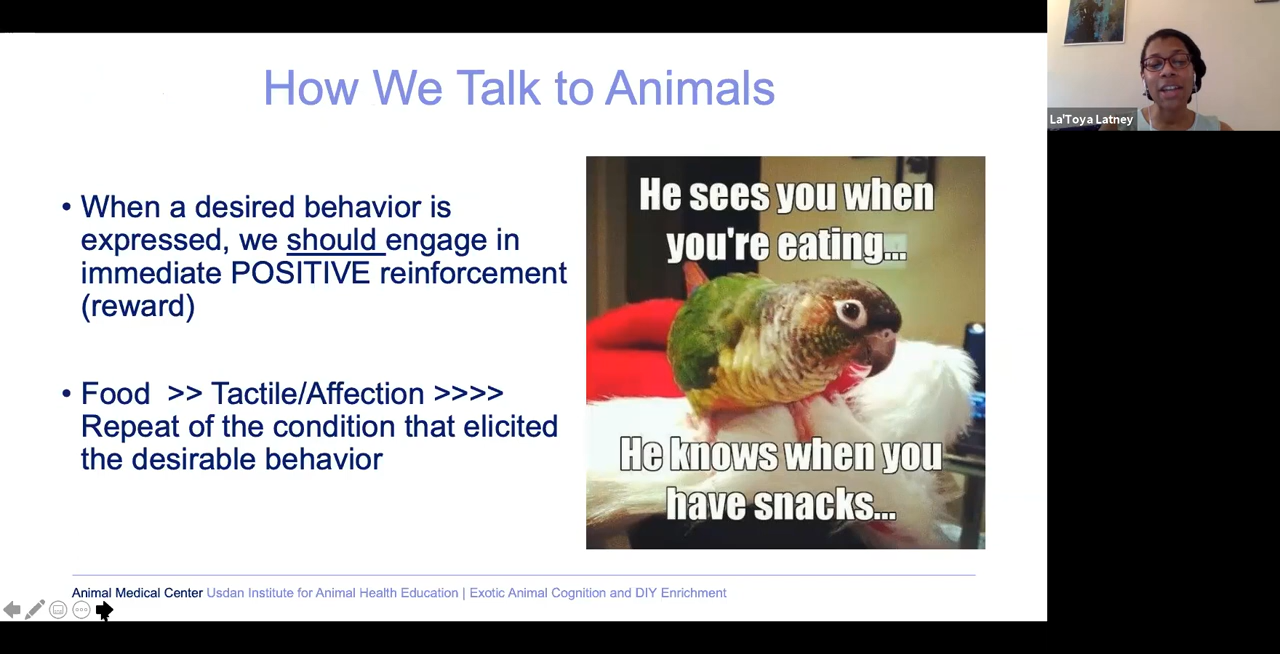 How We Talk to Animals
• When a desired behavior is
expressed, we should engage in
immediate POSITIVE reinforcement
(reward)
• Food >> Tactile/Affection >>>>
Repeat of the condition that elicited
the desirable behavior
He sees you when
you're eating...
He knows when you
have snacks...
Animal Medical Center Usdan Institute for Animal Health Education | Exotic Animal Cognition and DIY Enrichment
La'Toya Latney